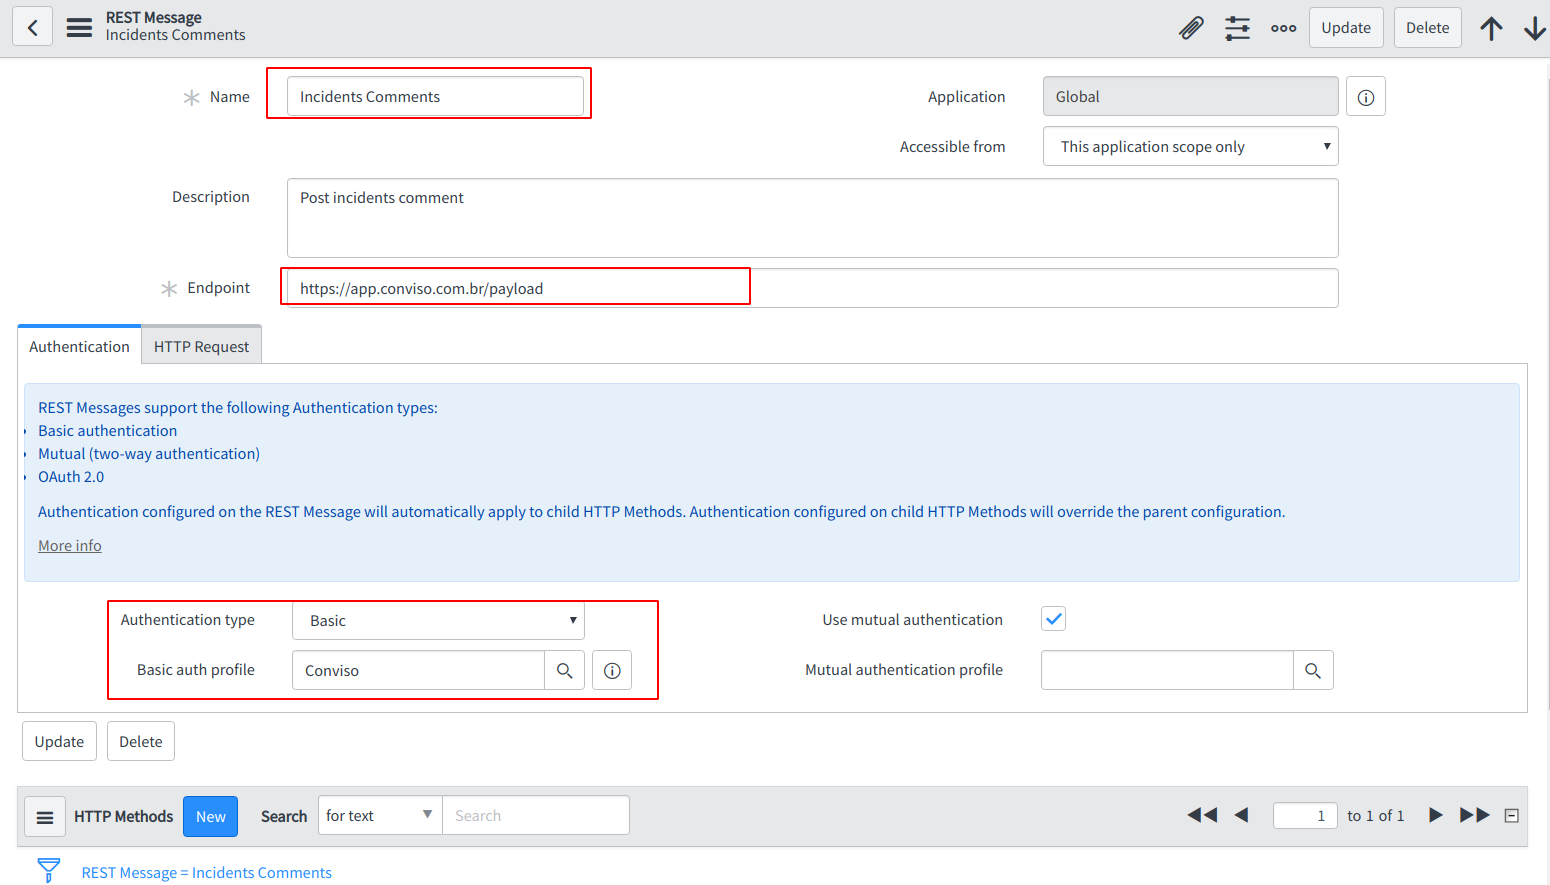 REST Message
Incidents Comments
Update
Delete
Name
Incidents Comments
Application
Global
Accessible from
This application scope only
Description
Post incidents comment
Endpoint
https://app.conviso.com.br/payload
Authentication
HTTP Request
REST Messages support the following Authentication types:
Basic authentication
Mutual (two-way authentication)
OAuth 2.0
Authentication configured on the REST Message will automatically apply to child HTTP Methods. Authentication configured on child HTTP Methods will override the parent configuration.
More info
Authentication type
Basic
Use mutual authentication
Basic auth profile
Conviso
Mutual authentication profile
Update
Delete
HTTP Methods
New
Search
for text
Search
1
to 1 of 1
REST Message = Incidents Comments